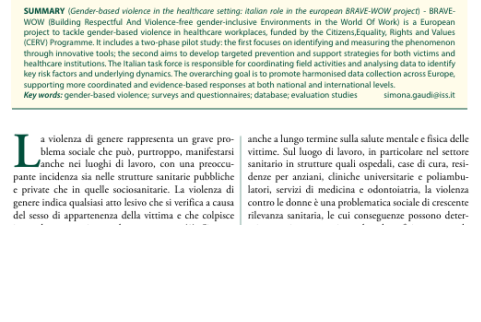 SUMMARY (Gender-based violence in the healthcare setting: italian role in the european BRAVE-WOW project) - BRAVE-
WOW (Building Respectful And Violence-free gender-inclusive Environments in the World Of Work) is a European
project to tackle gender-based violence in healthcare workplaces, funded by the Citizens,Equality, Rights and Values
(CERV) Programme. It includes a two-phase pilot study: the first focuses on identifying and measuring the phenomenon
through innovative tools; the second aims to develop targeted prevention and support strategies for both victims and
healthcare institutions. The Italian task force is responsible for coordinating field activities and analysing data to identify
key risk factors and underlying dynamics. The overarching goal is to promote harmonised data collection across Europe,
supporting more coordinated and evidence-based responses at both national and international levels.
Key words: gender-based violence; surveys and questionnaires; database; evaluation studies simona.gaudi@iss.it
La violenza di genere rappresenta un grave pro-
blema sociale che può, purtroppo, manifestarsi
anche nei luoghi di lavoro, con una preoccu-
pante incidenza sia nelle strutture sanitarie pubbliche
e private che in quelle sociosanitarie. La violenza di
genere indica qualsiasi atto lesivo che si verifica a causa
del sesso di appartenenza della vittima e che colpisce
anche a lungo termine sulla salute mentale e fisica delle
vittime. Sul luogo di lavoro, in particolare nel settore
sanitario in strutture quali ospedali, case di cura, resi-
denze per anziani, cliniche universitarie e poliambu-
latori, servizi di medicina e odontoiatria, la violenza
contro le donne è una problematica sociale di crescente
rilevanza sanitaria, le cui conseguenze possono deter-